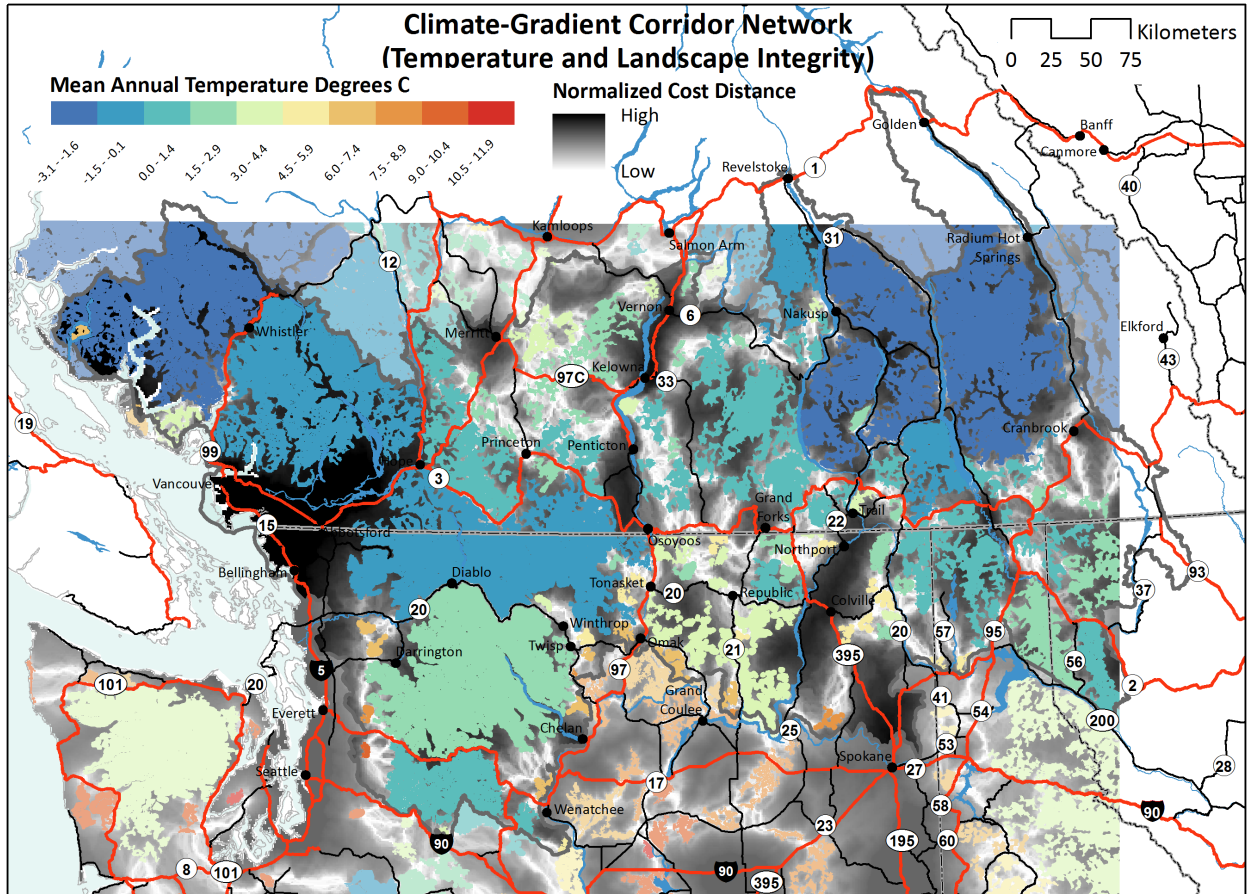 Climate-Gradient Corridor Network
(Temperature and Landscape Integrity)
Kilometers
0 25 50 75
Mean Annual Temperature Degrees C
-3.1 - -1.6
-1.5 - -0.1
0.0 - 1.4
1.5 - 2.9
3.0 - 4.4
4.5 - 5.9
6.0 - 7.4
7.5 - 8.9
9.0 - 10.4
10.5 - 11.9
Normalized Cost Distance
High
Low
Golden
Banff
Canmore
Revelstoke
1
40
Kamloops
Salmon Arm
31
Radium Hot
Springs
12
Vernon
6
Nakusp
Whistler
Merritt
Elkford
43
Kelowna
33
97C
19
99
Princeton
Penticton
Cranbrook
Hope
3
Vancouver
Grand
Forks
Trail
22
15
Abbotsford
Osoyoos
Northport
Bellingham
Diablo
Tonasket
20
Republic
93
37
20
Colville
Winthrop
Twisp
Omak
21
20
57
95
Darrington
97
395
56
5
101
20
Grand
Coulee
41
54
2
Everett
Chelan
25
200
53
Seattle
17
Spokane
27
28
Wenatchee
58
90
23
90
195
60
8
101
90
395